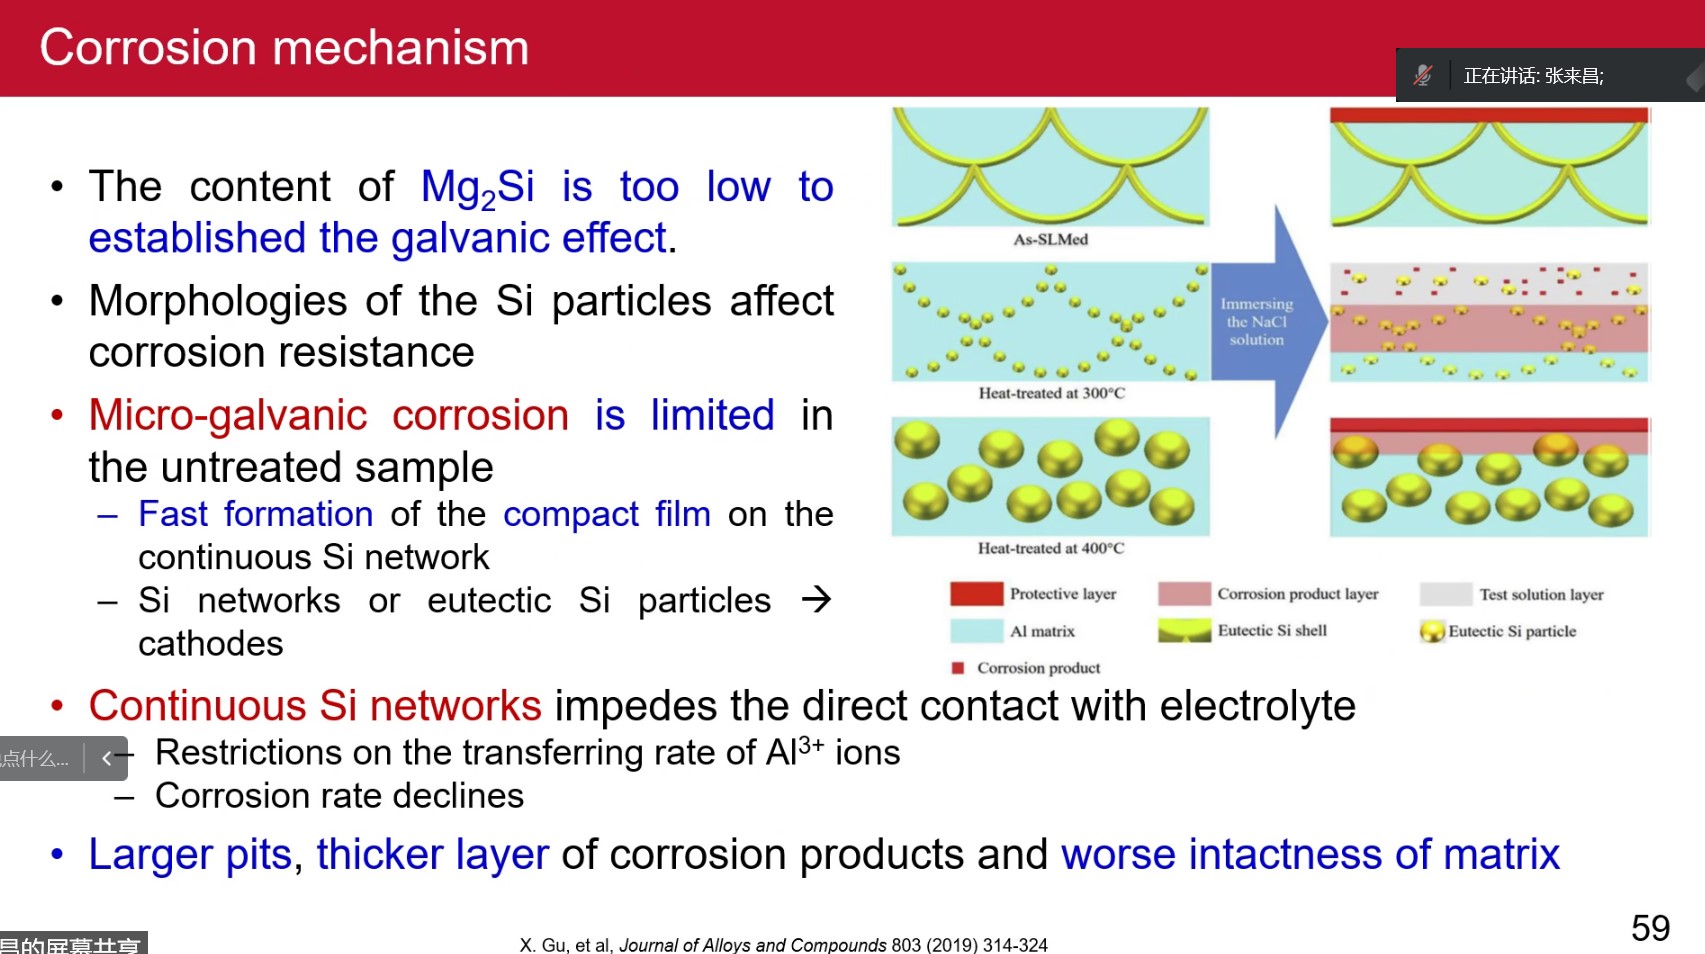 Corrosion mechanism
正在讲话: 张来昌;
• The content of Mg₂Si is too low to
established the galvanic effect.
• Morphologies of the Si particles affect
corrosion resistance
• Micro-galvanic corrosion is limited in
the untreated sample
– Fast formation of the compact film on the
continuous Si network
– Si networks or eutectic Si particles →
cathodes
• Continuous Si networks impedes the direct contact with electrolyte
– Restrictions on the transferring rate of Al³⁺ ions
– Corrosion rate declines
• Larger pits, thicker layer of corrosion products and worse intactness of matrix
As-SLMed
Heat-treated at 300°C
Heat-treated at 400°C
Immersing
the NaCl
solution
Protective layer
Corrosion product layer
Test solution layer
Al matrix
Eutectic Si shell
Eutectic Si particle
Corrosion product
点什么...
昌的屏幕共享
X. Gu, et al, Journal of Alloys and Compounds 803 (2019) 314-324
59